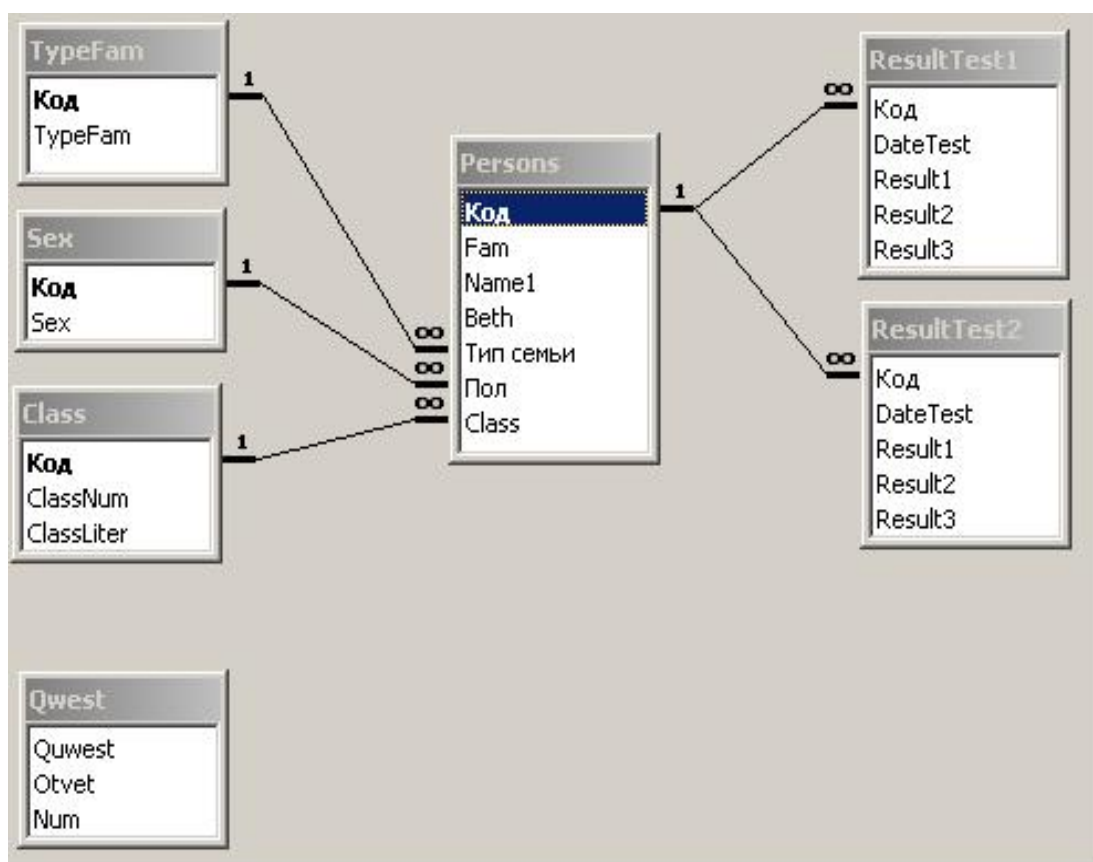 TypeFam
Код
TypeFam
1
Sex
Код
Sex
1
Class
Код
ClassNum
ClassLiter
1
Qwest
Quwest
Otvet
Num
Persons
Код
Fam
Name1
Beth
Тип семьи
Пол
Class
∞
∞
∞
1
ResultTest1
Код
DateTest
Result1
Result2
Result3
∞
ResultTest2
Код
DateTest
Result1
Result2
Result3
∞